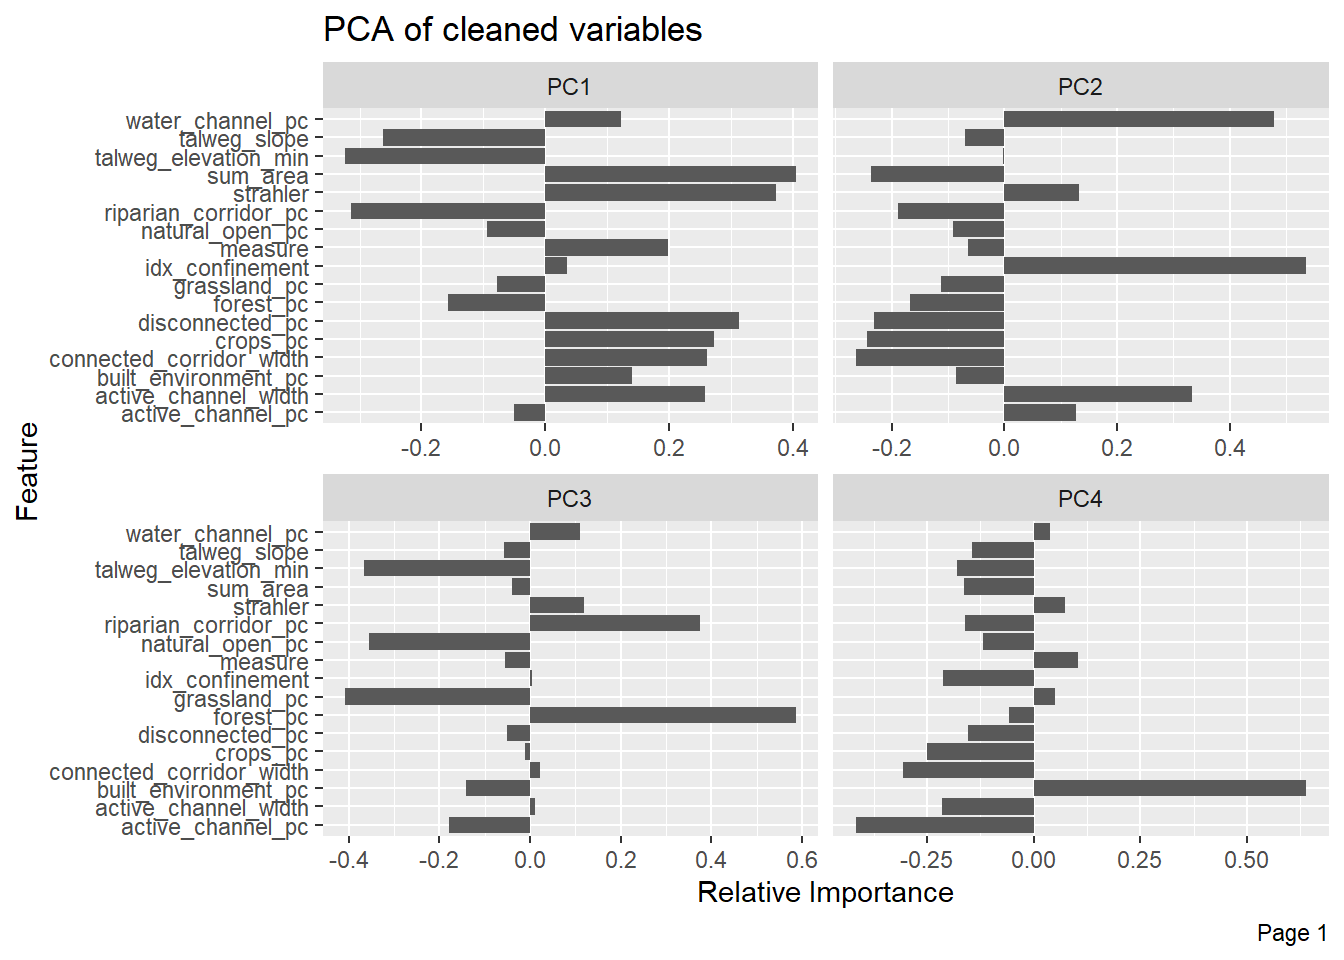 PCA of cleaned variables
PC1
PC2
water_channel_pc
talweg_slope
talweg_elevation_min
sum_area
strahler
riparian_corridor_pc
natural_open_pc
measure
idx_confinement
grassland_pc
forest_pc
disconnected_pc
crops_pc
connected_corridor_width
built_environment_pc
active_channel_width
active_channel_pc
-0.2 0.0 0.2 0.4
-0.2 0.0 0.2 0.4
Feature
PC3
PC4
water_channel_pc
talweg_slope
talweg_elevation_min
sum_area
strahler
riparian_corridor_pc
natural_open_pc
measure
idx_confinement
grassland_pc
forest_pc
disconnected_pc
crops_pc
connected_corridor_width
built_environment_pc
active_channel_width
active_channel_pc
-0.4 -0.2 0.0 0.2 0.4 0.6
-0.25 0.00 0.25 0.50
Relative Importance
Page 1